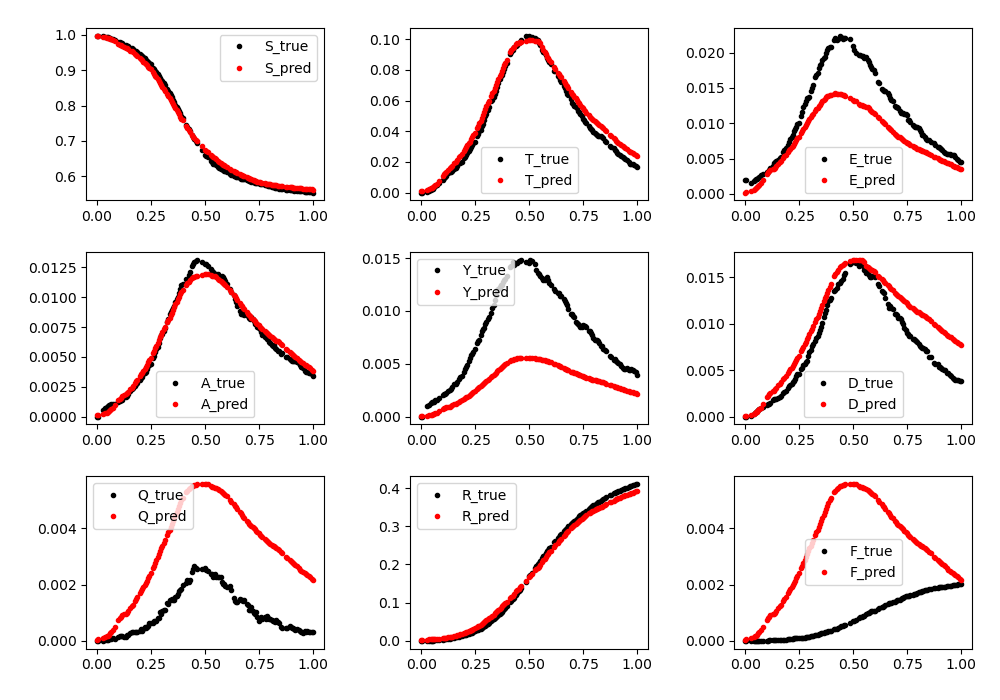 1.0
0.9
0.8
0.7
0.6
S_true
S_pred
0.00 0.25 0.50 0.75 1.00
0.10
0.08
0.06
0.04
0.02
0.00
T_true
T_pred
0.00 0.25 0.50 0.75 1.00
0.020
0.015
0.010
0.005
0.000
E_true
E_pred
0.00 0.25 0.50 0.75 1.00
0.0125
0.0100
0.0075
0.0050
0.0025
0.0000
A_true
A_pred
0.00 0.25 0.50 0.75 1.00
0.015
0.010
0.005
0.000
Y_true
Y_pred
0.00 0.25 0.50 0.75 1.00
0.015
0.010
0.005
0.000
D_true
D_pred
0.00 0.25 0.50 0.75 1.00
0.004
0.002
0.000
Q_true
Q_pred
0.00 0.25 0.50 0.75 1.00
0.4
0.3
0.2
0.1
0.0
R_true
R_pred
0.00 0.25 0.50 0.75 1.00
0.004
0.002
0.000
F_true
F_pred
0.00 0.25 0.50 0.75 1.00